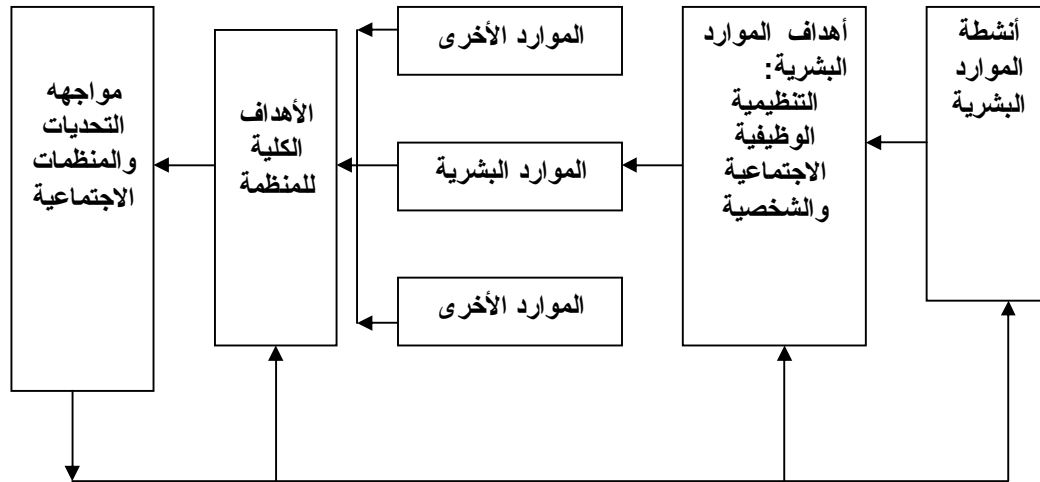 أنشطة
الموارد
البشرية
أهداف الموارد
البشرية:
التنظيمية
الوظيفية
الاجتماعية
والشخصية
الموارد الأخرى
الموارد البشرية
الموارد الأخرى
الأهداف
الكلية
للمنظمة
مواجهه
التحديات
والمنظمات
الاجتماعية